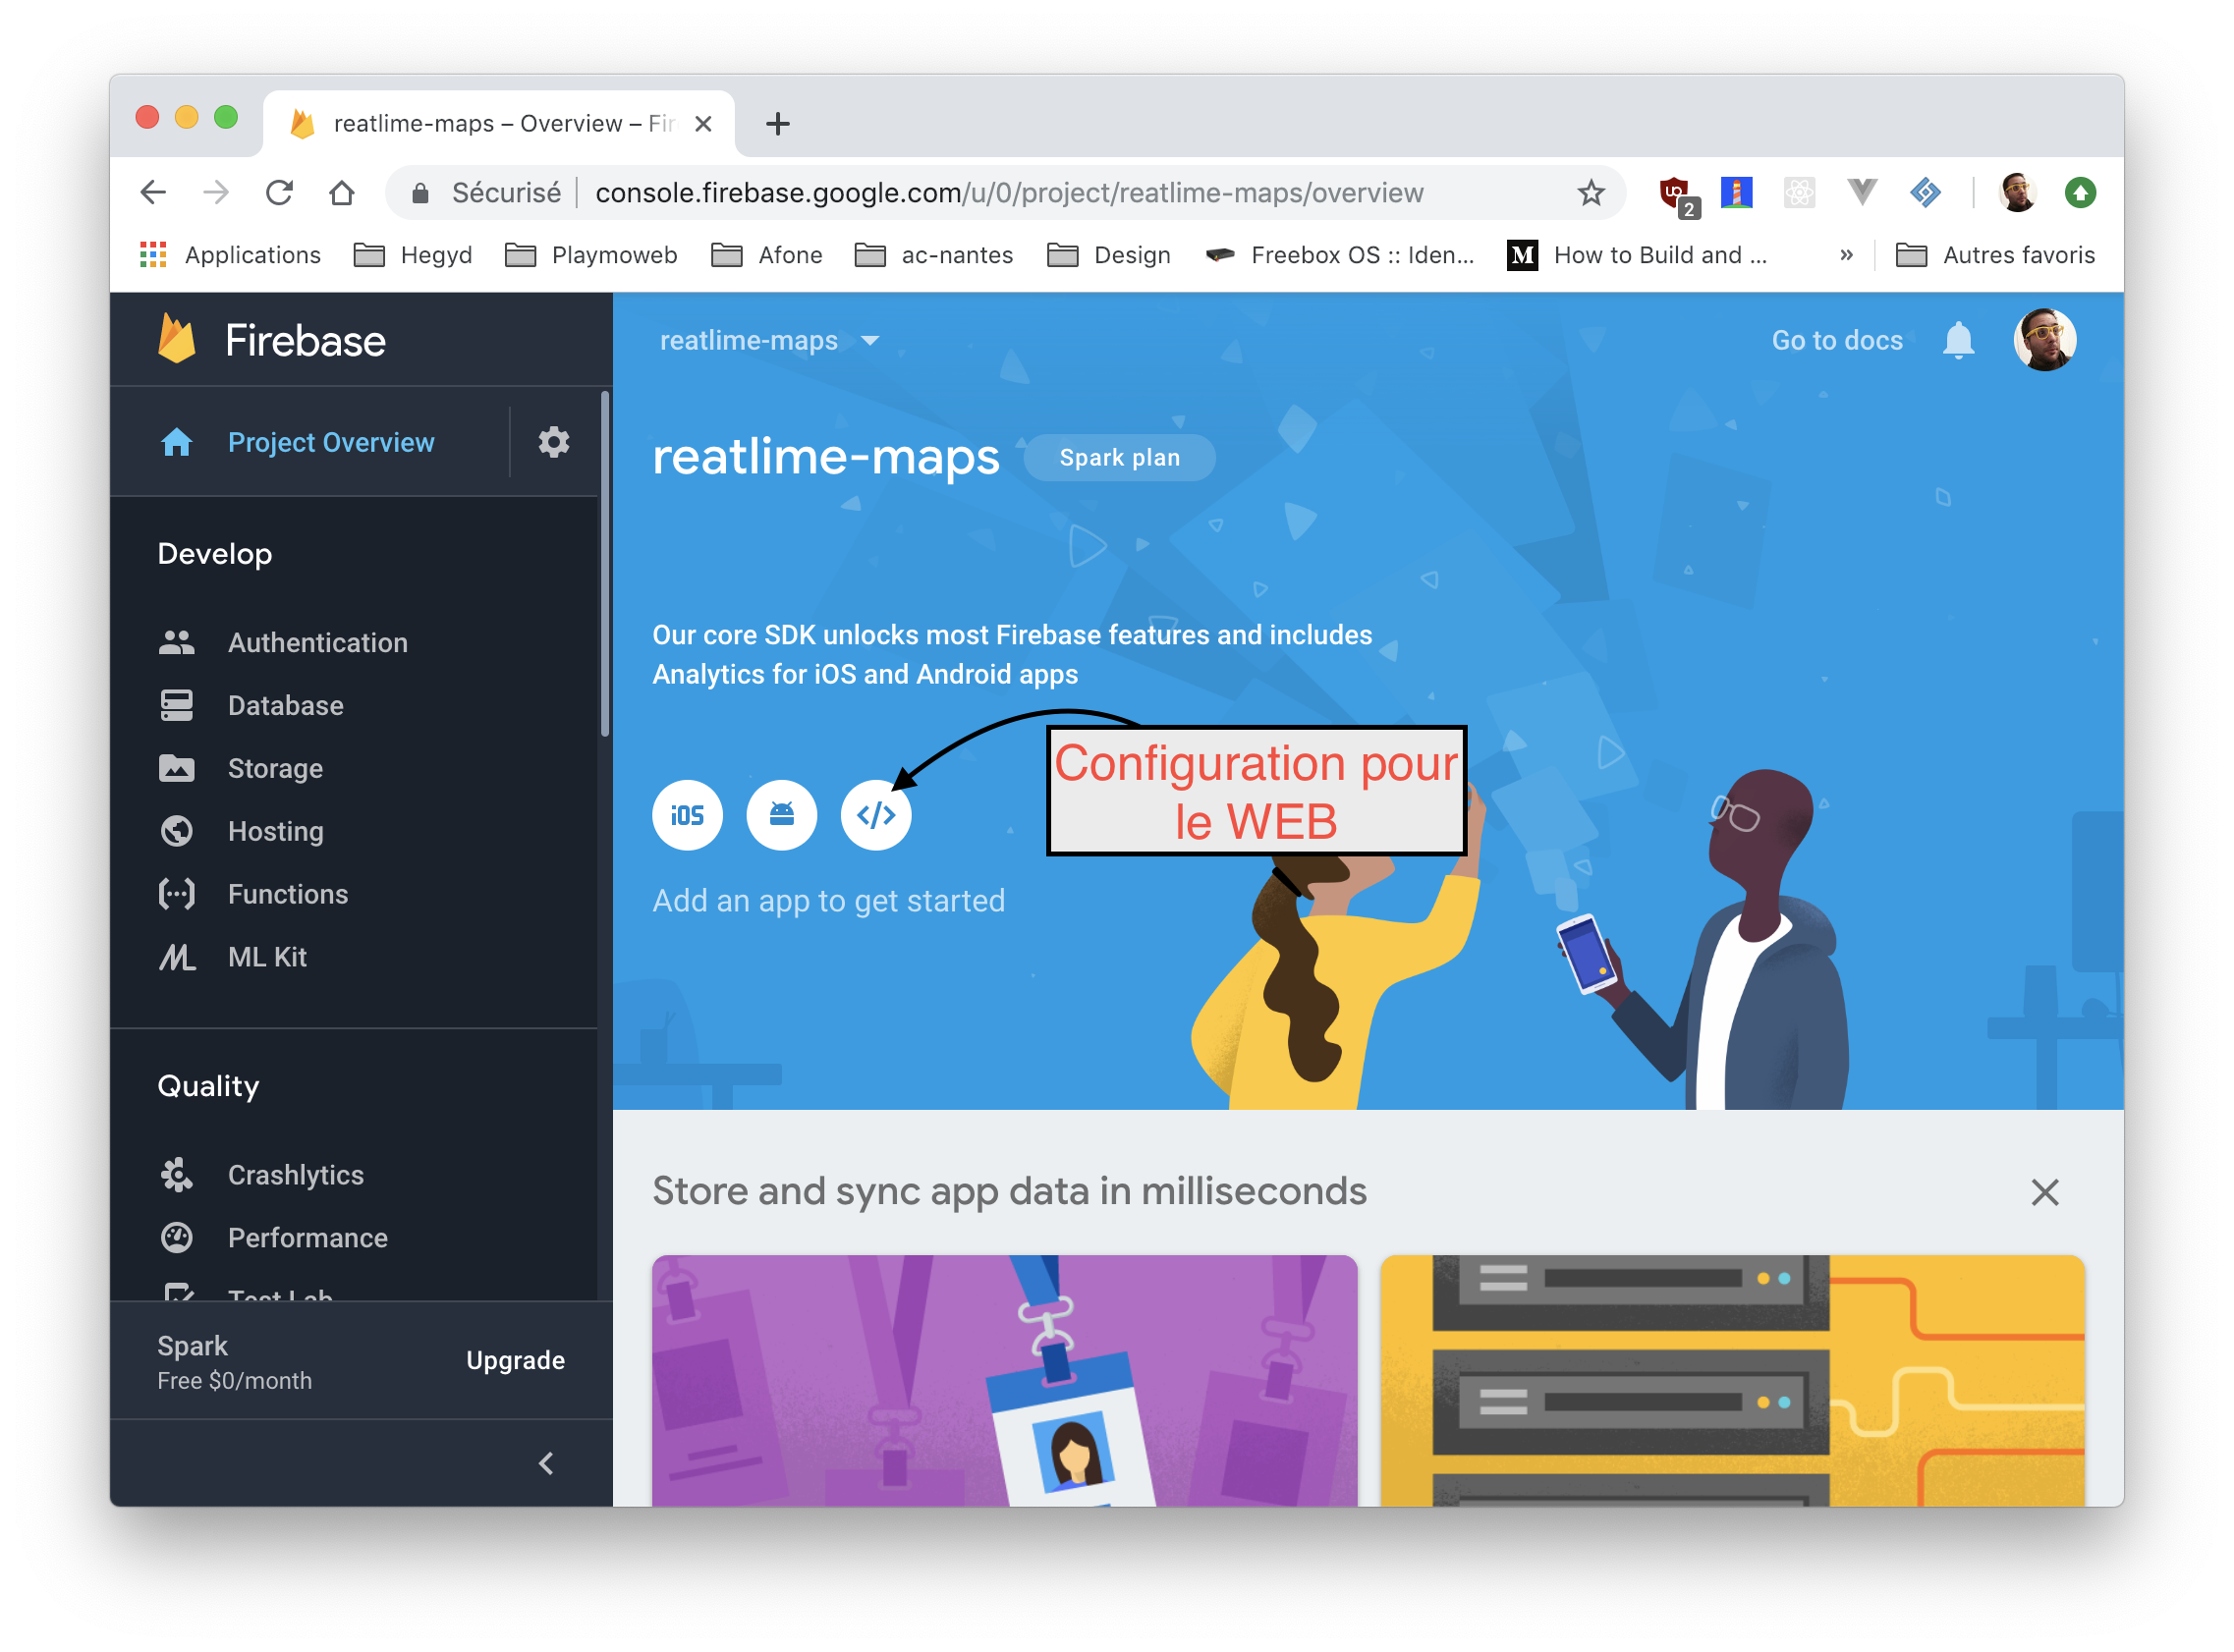 reatlime-maps – Overview – Fir
Sécurisé
console.firebase.google.com/u/0/project/reatlime-maps/overview
2
Applications
Hegyd
Playmoweb
Afone
ac-nantes
Design
Freebox OS :: Iden...
M
How to Build and ...
»
Autres favoris
Firebase
reatlime-maps
Go to docs
Project Overview
reatlime-maps
Spark plan
Develop
Our core SDK unlocks most Firebase features and includes
Analytics for iOS and Android apps
Authentication
Database
Storage
Hosting
Functions
ML Kit
Configuration pour
le WEB
iOS
</>
Add an app to get started
Quality
Crashlytics
Performance
Test Lab
Store and sync app data in milliseconds
Spark
Free $0/month
Upgrade